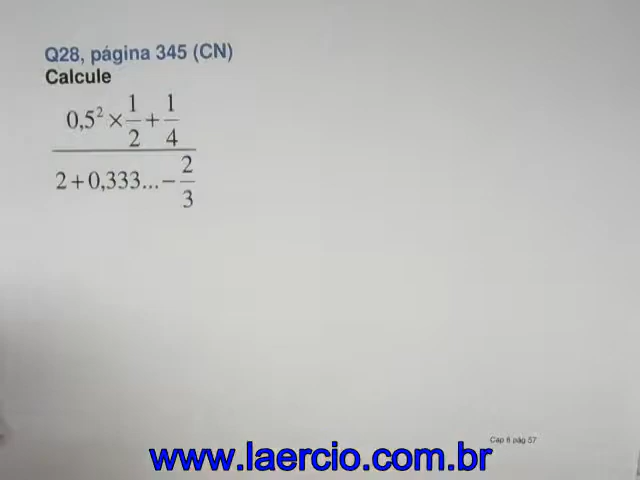 Q28, página 345 (CN)
Calcule
0,5² × 1/2 + 1/4
2 + 0,333... − 2/3
Cap 6 pág 57
www.laercio.com.br